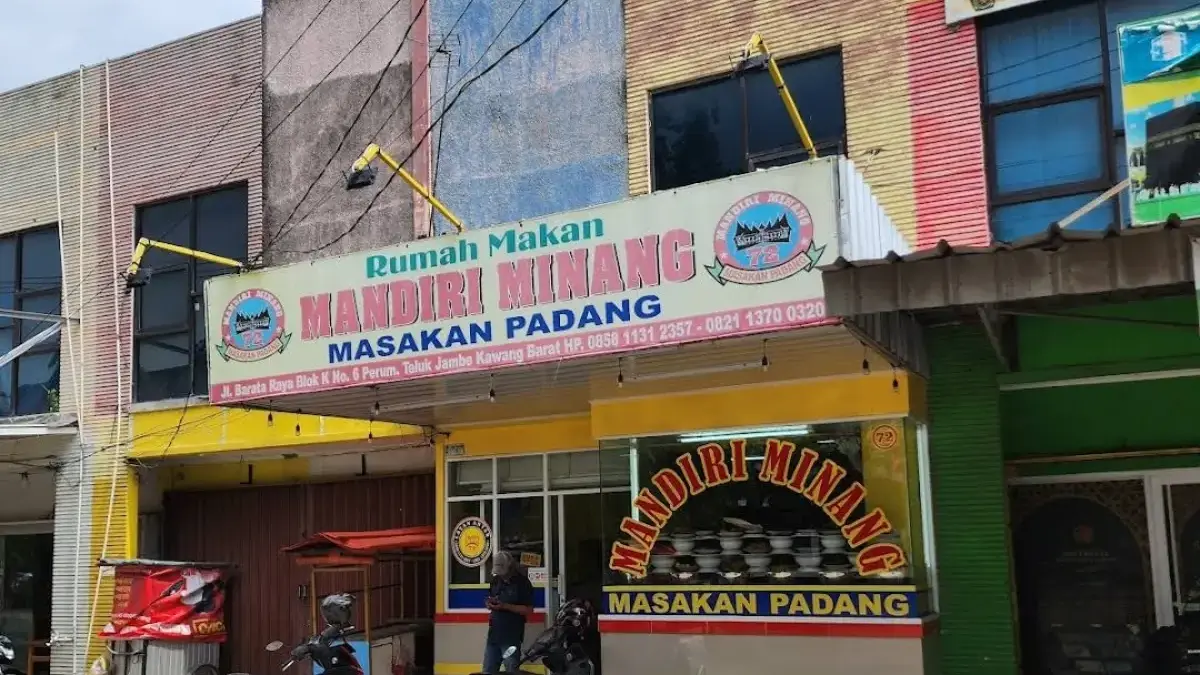 Rumah Makan
MANDIRI MINANG
MASAKAN PADANG
Jl. Barata Raya Blok K No. 6 Perum. Teluk Jambe Kawang Barat HP. 0858 1131 2357 - 0821 1370 0320
MANDIRI MINANG
72
MASAKAN PADANG
MANDIRI MINANG
72
MASAKAN PADANG
72
MANDIRI MINANG
MASAKAN PADANG